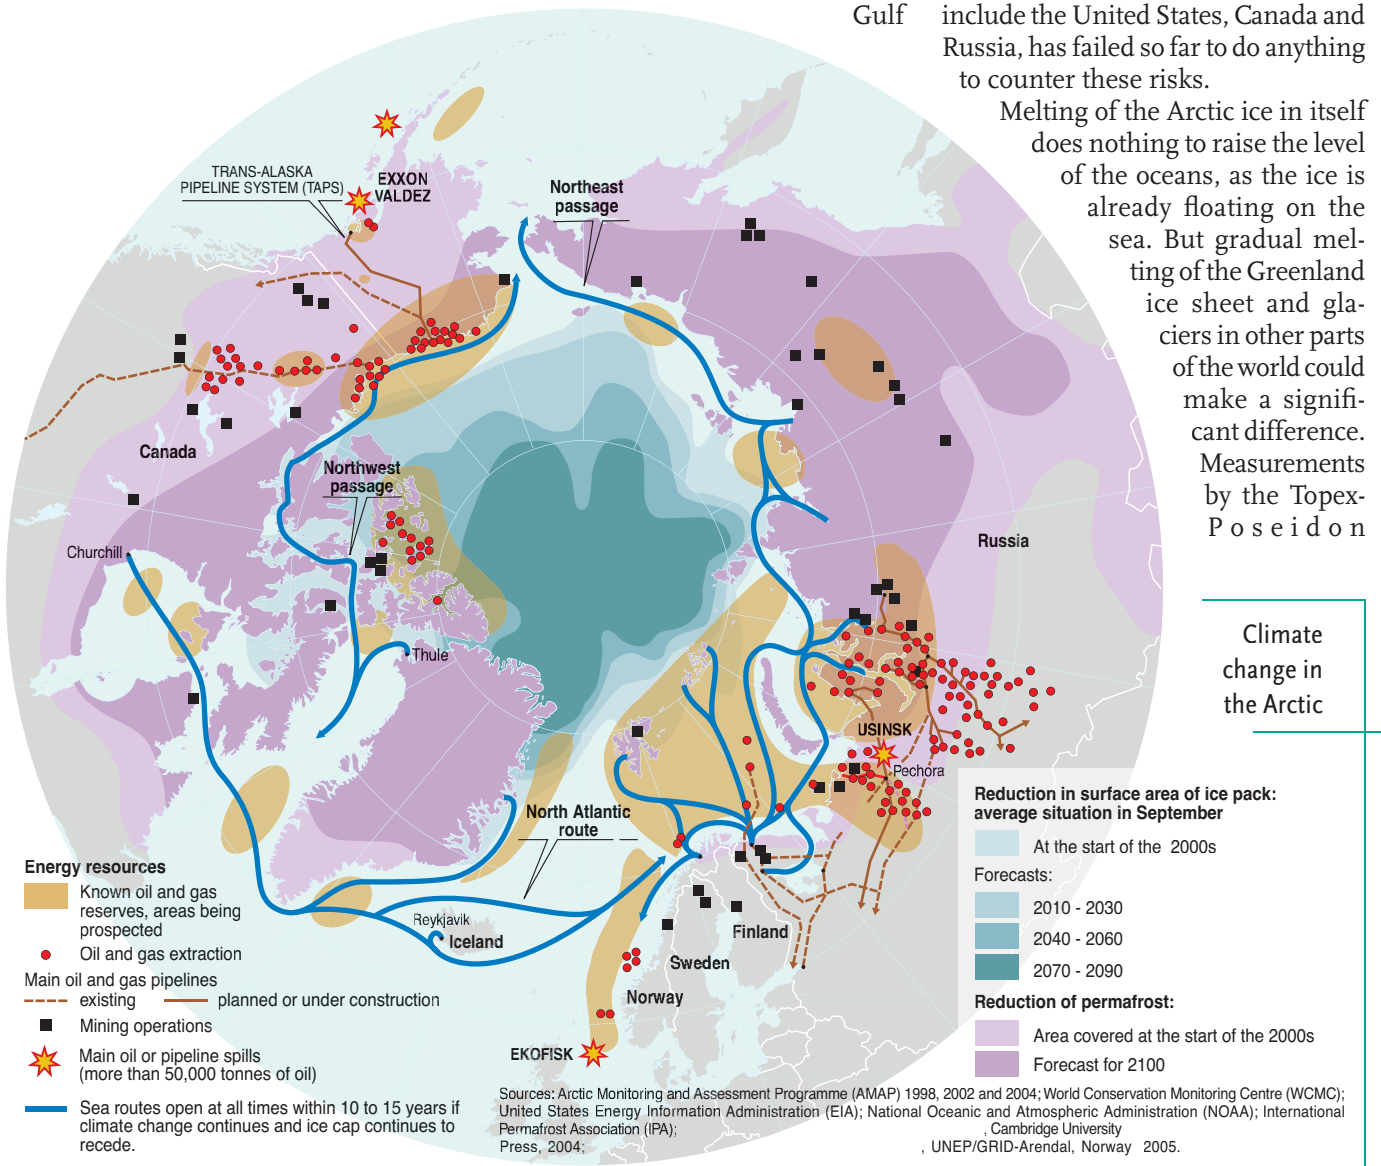 Gulf include the United States, Canada and
Russia, has failed so far to do anything
to counter these risks.
Melting of the Arctic ice in itself
does nothing to raise the level
of the oceans, as the ice is
already floating on the
sea. But gradual mel-
ting of the Greenland
ice sheet and gla-
ciers in other parts
of the world could
make a signifi-
cant difference.
Measurements
by the Topex-
Poseidon
Climate
change in
the Arctic
TRANS-ALASKA
PIPELINE SYSTEM (TAPS)
EXXON
VALDEZ
Northeast
passage
Canada
Northwest
passage
Churchill
Thule
Russia
USINSK
Pechora
North Atlantic
route
Reykjavik
Iceland
Finland
Sweden
Norway
EKOFISK
Energy resources
Known oil and gas
reserves, areas being
prospected
Oil and gas extraction
Main oil and gas pipelines
existing
planned or under construction
Mining operations
Main oil or pipeline spills
(more than 50,000 tonnes of oil)
Sea routes open at all times within 10 to 15 years if
climate change continues and ice cap continues to
recede.
Reduction in surface area of ice pack:
average situation in September
At the start of the 2000s
Forecasts:
2010 - 2030
2040 - 2060
2070 - 2090
Reduction of permafrost:
Area covered at the start of the 2000s
Forecast for 2100
Sources: Arctic Monitoring and Assessment Programme (AMAP) 1998, 2002 and 2004; World Conservation Monitoring Centre (WCMC);
United States Energy Information Administration (EIA); National Oceanic and Atmospheric Administration (NOAA); International
Permafrost Association (IPA); , Cambridge University
Press, 2004; , UNEP/GRID-Arendal, Norway 2005.